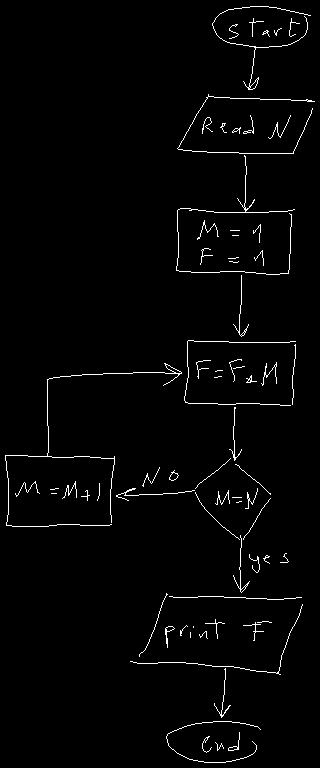 start
Read N
M = 1
F = 1
F = F * M
M = N
NO
M = M+1
yes
print F
end